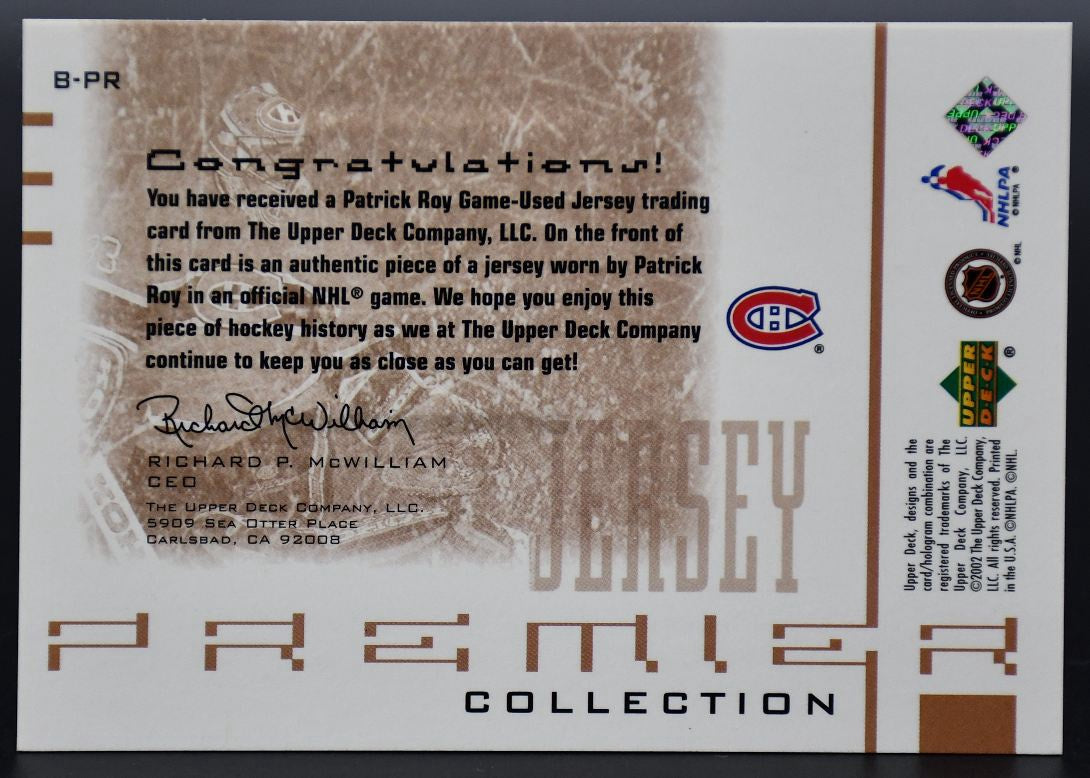 B-PR
Congratulations!
You have received a Patrick Roy Game-Used Jersey trading
card from The Upper Deck Company, LLC. On the front of
this card is an authentic piece of a jersey worn by Patrick
Roy in an official NHL® game. We hope you enjoy this
piece of hockey history as we at The Upper Deck Company
continue to keep you as close as you can get!
Richard McWilliam
RICHARD P. McWILLIAM
CEO
THE UPPER DECK COMPANY, LLC.
5909 SEA OTTER PLACE
CARLSBAD, CA 92008
JERSEY
PREMIER
COLLECTION
®
NHLPA
® © NHLPA
NHL
© NHL
UPPER
DECK
®
Upper Deck, designs and the
card/hologram combination are
registered trademarks of The
Upper Deck Company, LLC.
©2002 The Upper Deck Company,
LLC. All rights reserved. Printed
in the U.S.A. ©NHLPA. ©NHL.